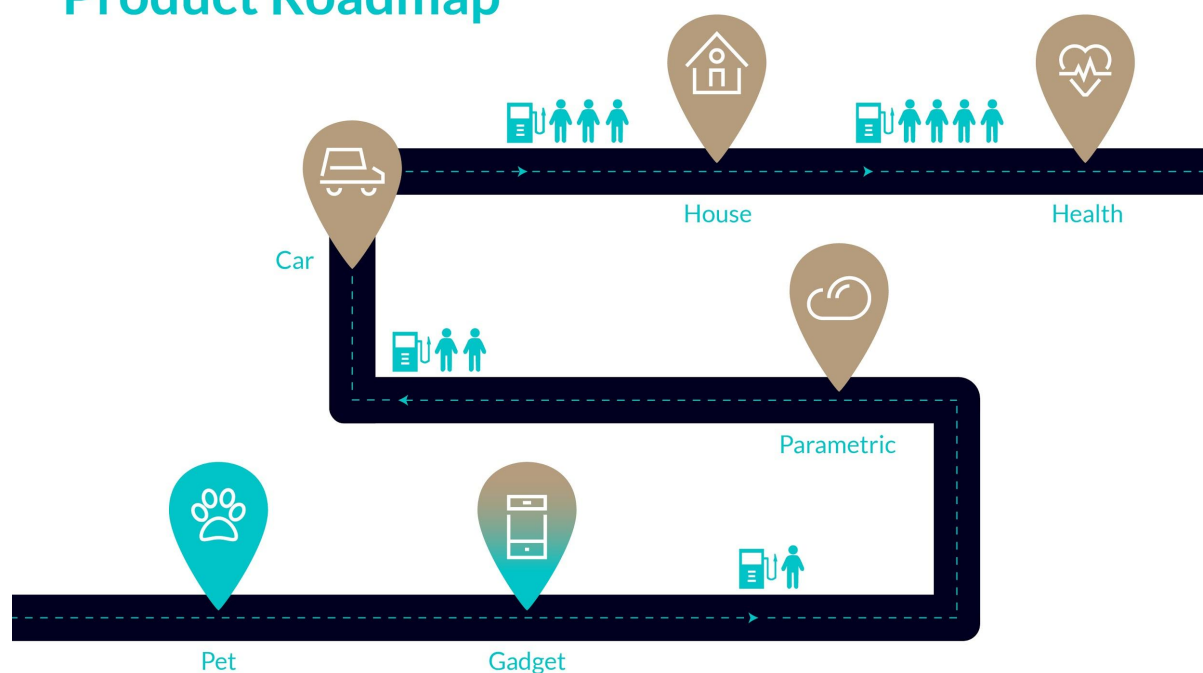 Product Roadmap
House
Health
Car
Parametric
Pet
Gadget